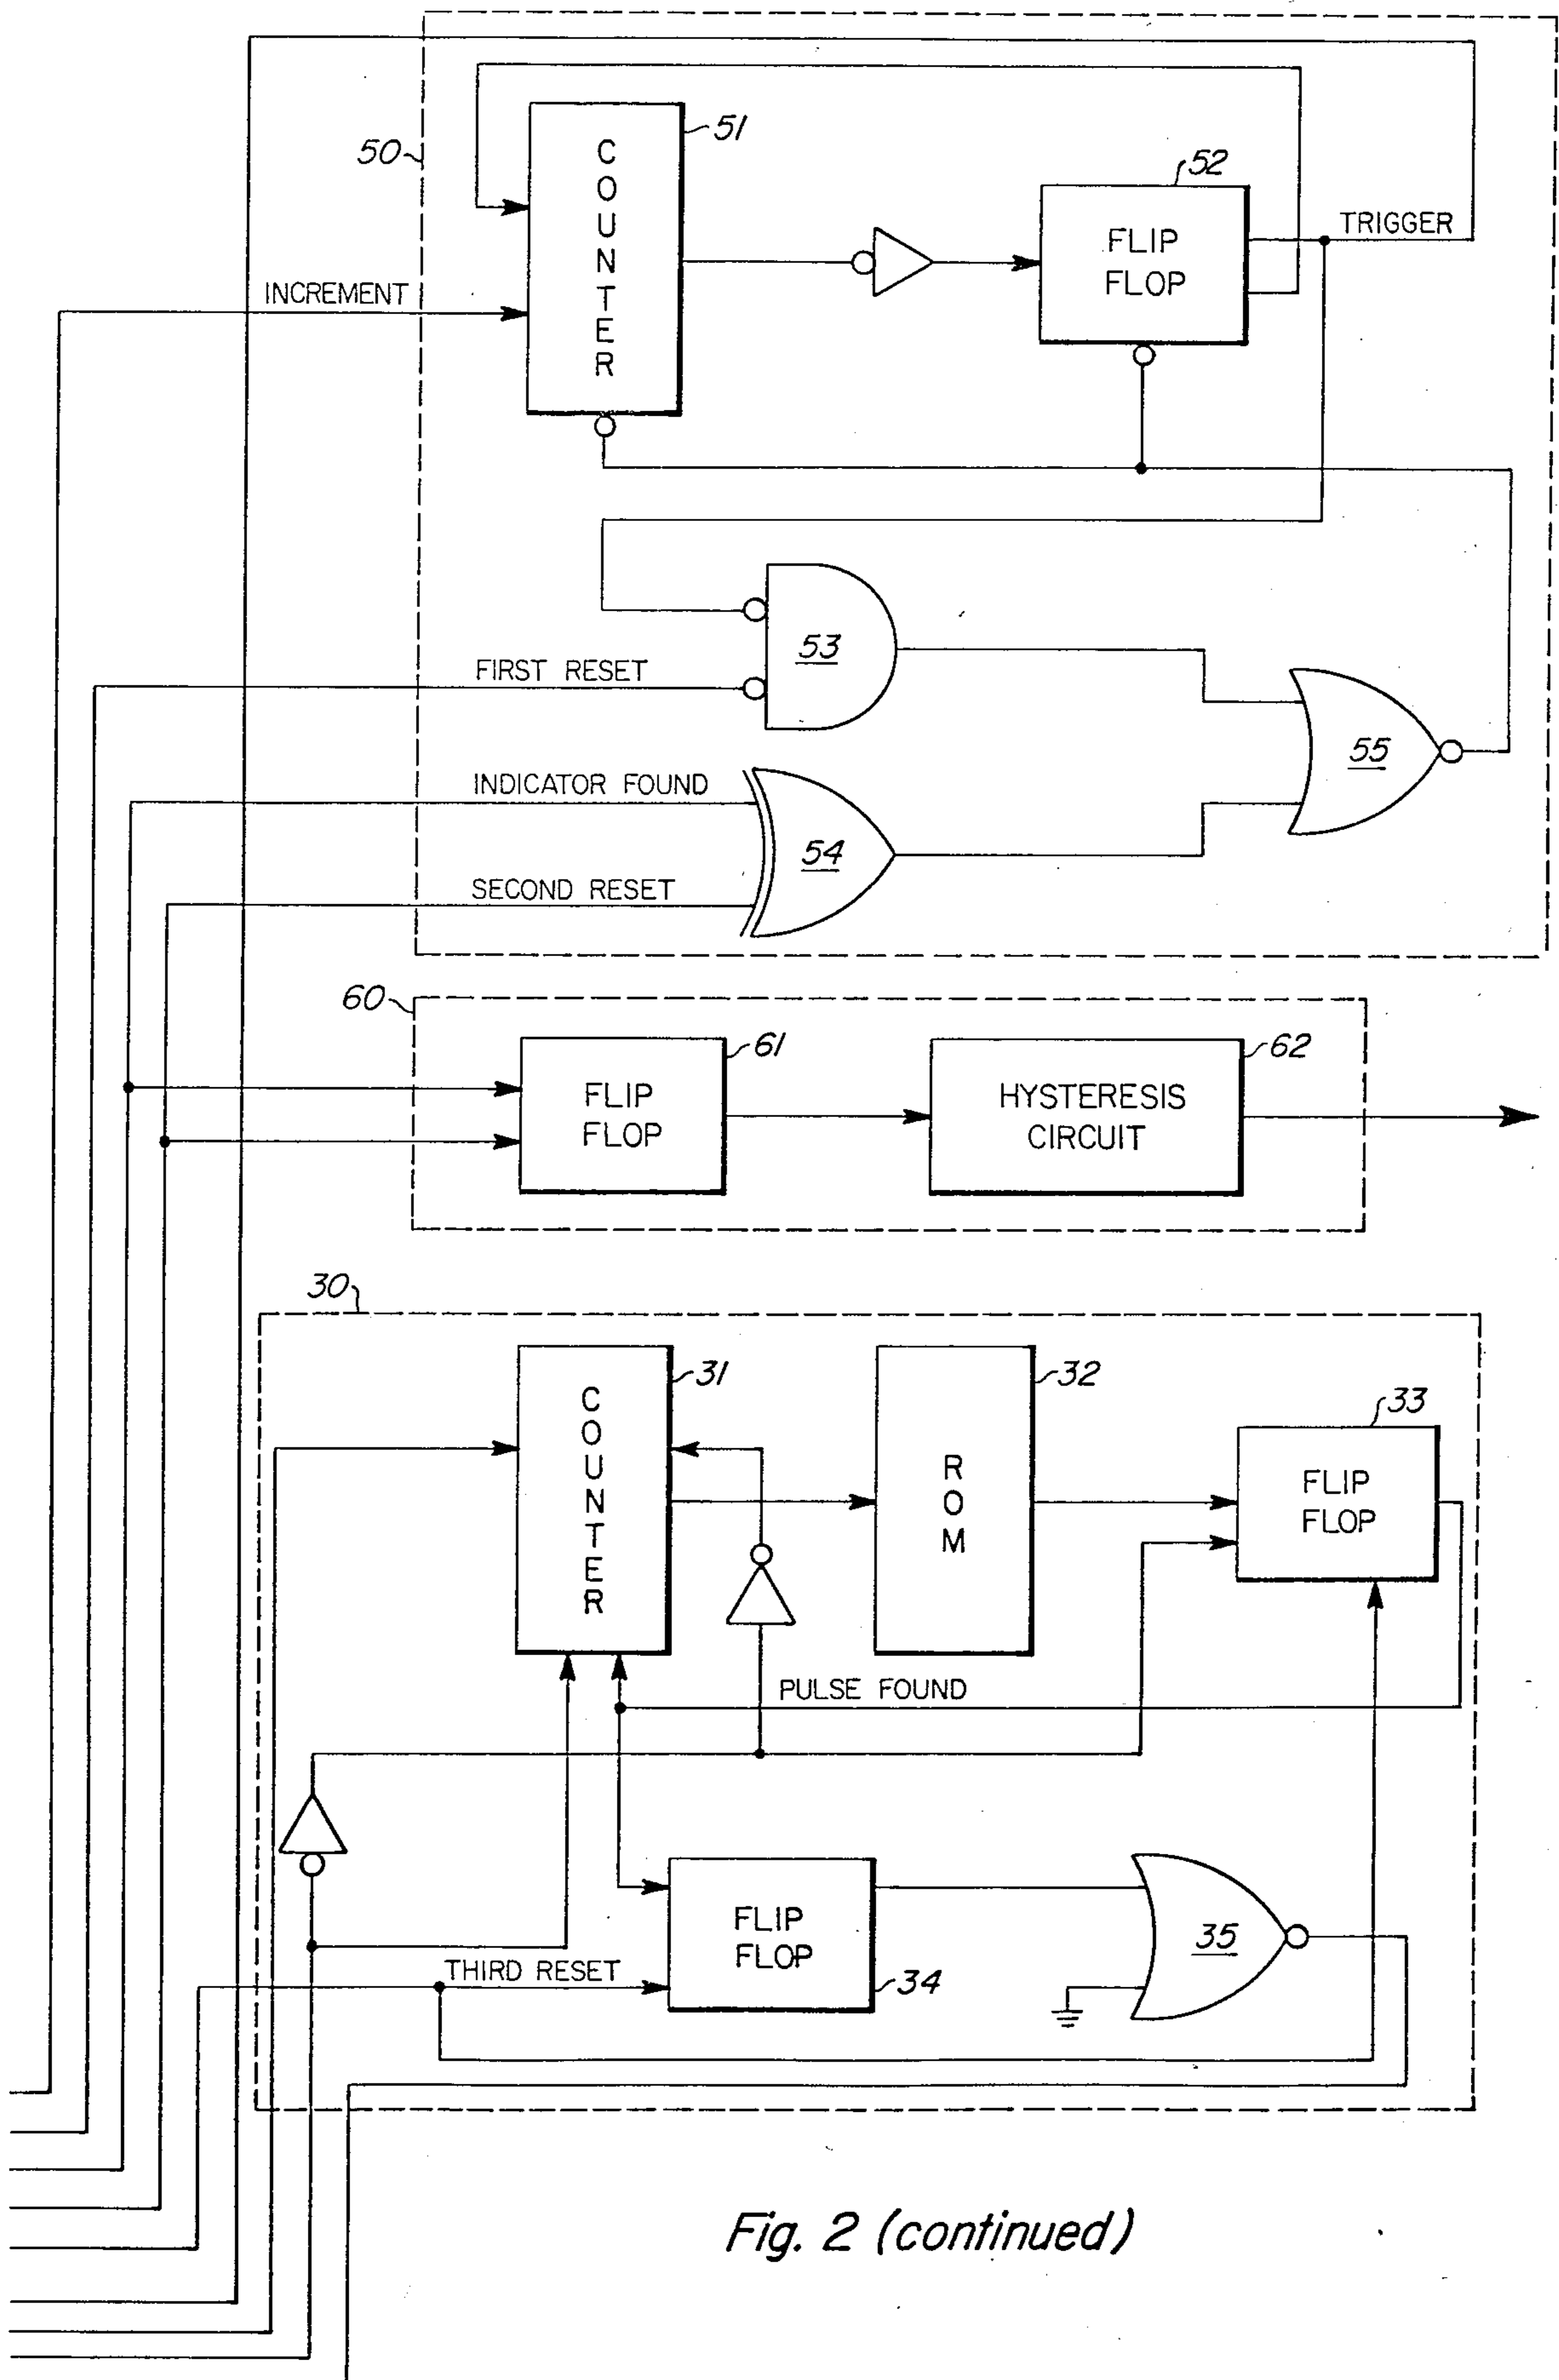 50
COUNTER
51
52
FLIP
FLOP
TRIGGER
INCREMENT
53
FIRST RESET
55
INDICATOR FOUND
54
SECOND RESET
60
61
62
FLIP
FLOP
HYSTERESIS
CIRCUIT
30
COUNTER
31
ROM
32
33
FLIP
FLOP
PULSE FOUND
FLIP
FLOP
34
35
THIRD RESET
Fig. 2 (continued)